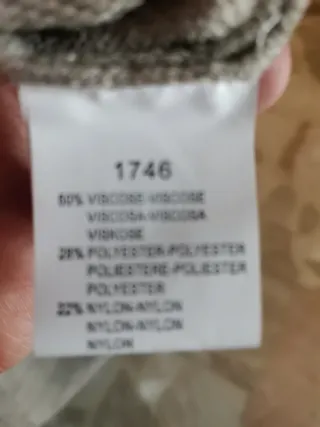 1746
50% VISCOSE-VISCOSE
VISCOSA-VISCOSA
VISKOSE
28% POLYESTER-POLYESTER
POLIESTERE-POLIESTER
POLYESTER
22% NYLON-NYLON
NYLON-NYLON
NYLON